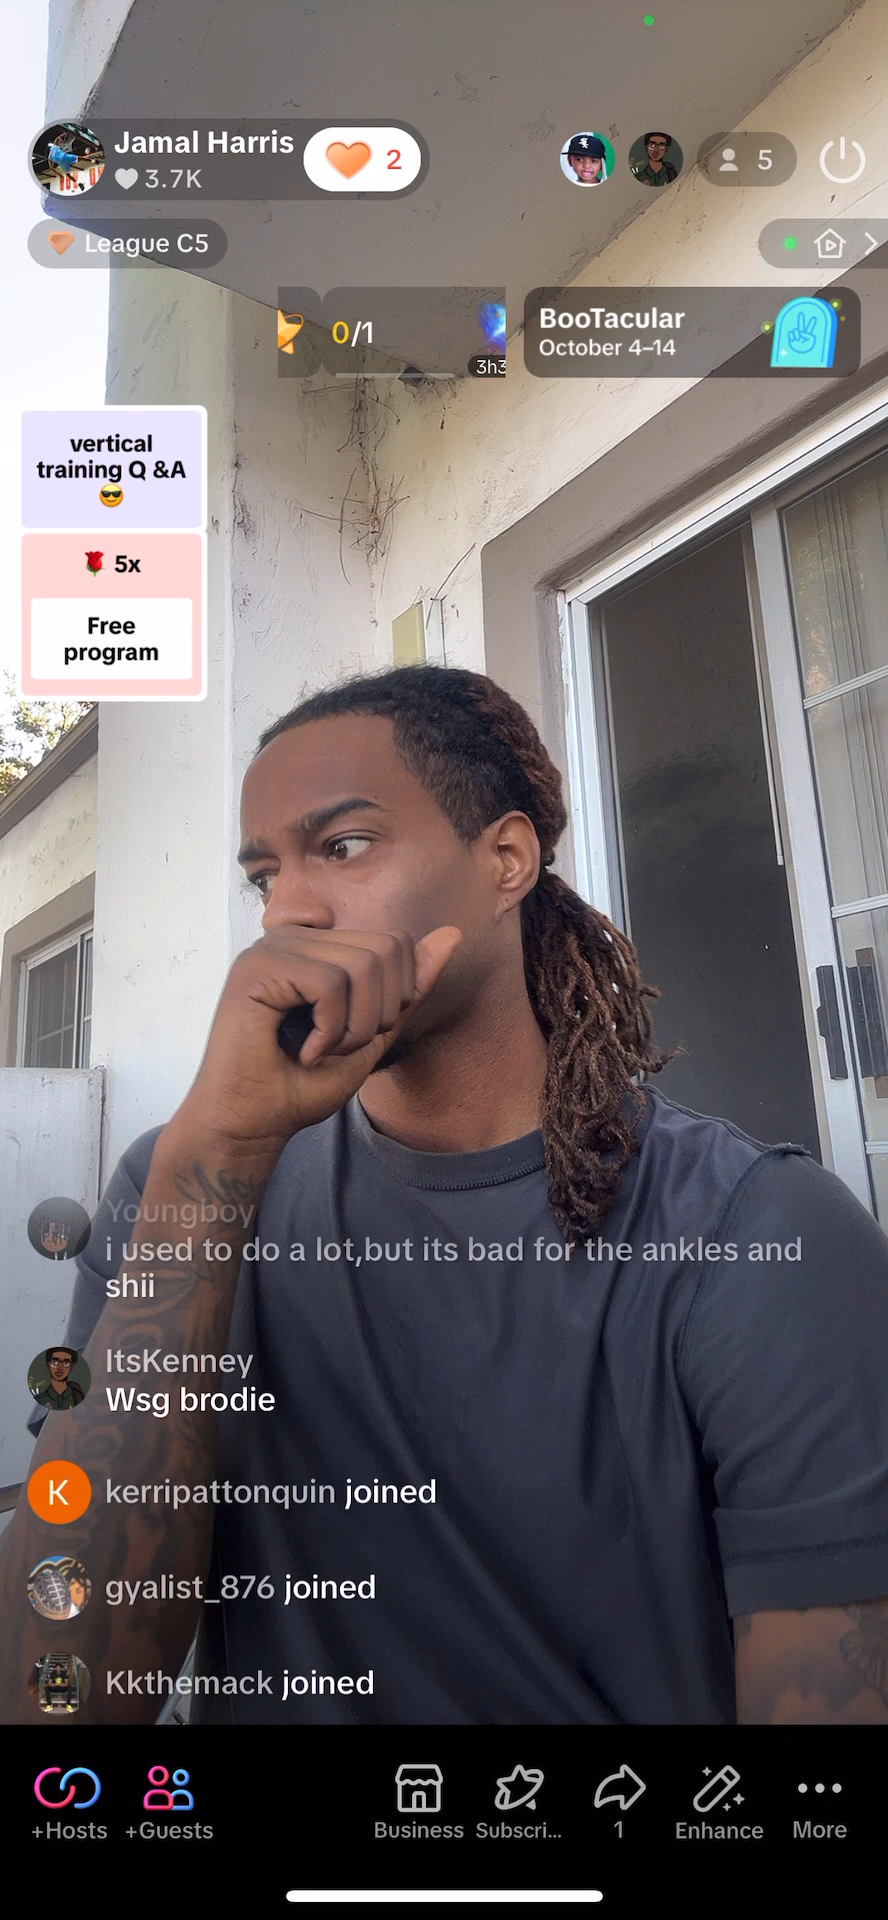 Jamal Harris
3.7K
2
5
League C5
0/1
3h3
BooTacular
October 4–14
vertical
training Q &A
😎
🌹 5x
Free
program
Youngboy
i used to do a lot,but its bad for the ankles and
shii
ItsKenney
Wsg brodie
K
kerripattonquin joined
gyalist_876 joined
Kkthemack joined
+Hosts
+Guests
Business
Subscri...
1
Enhance
More